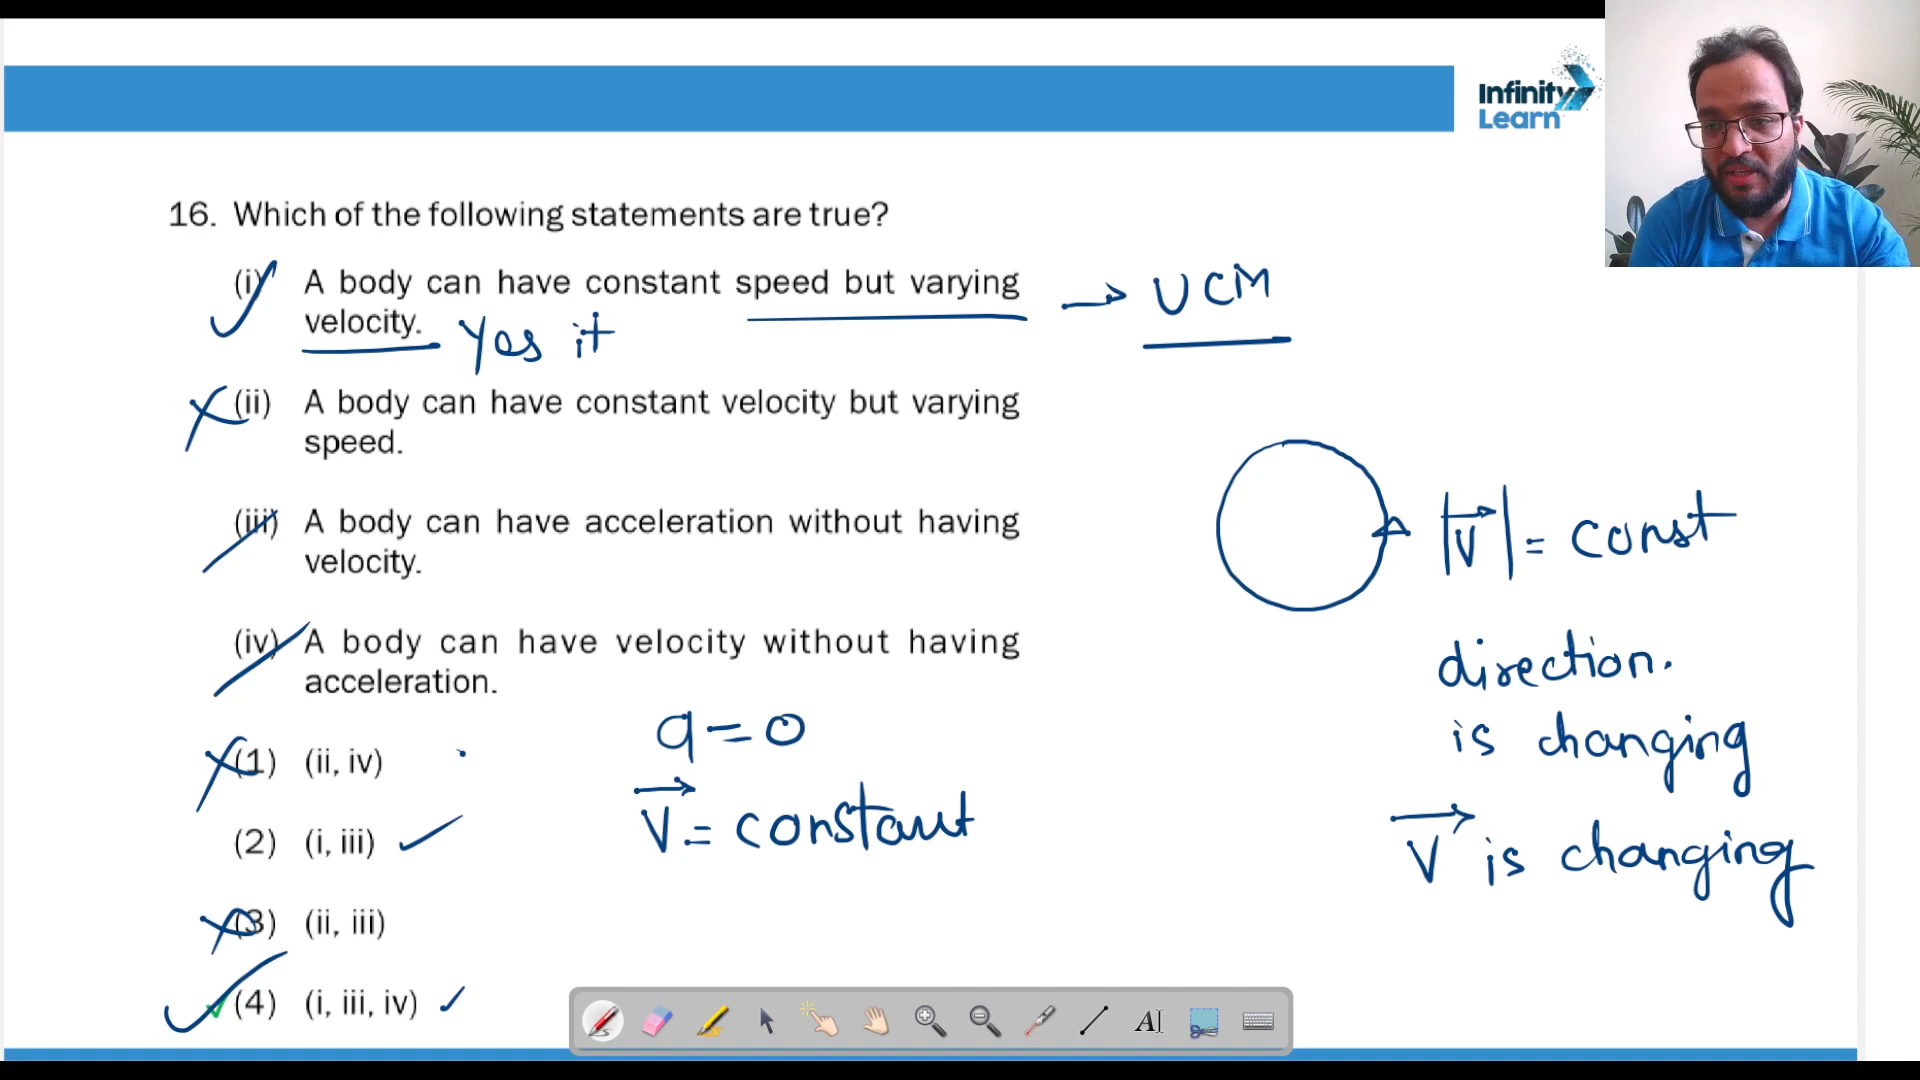 Infinity
Learn
16. Which of the following statements are true?
(i) A body can have constant speed but varying
velocity. Yes it
→ UCM
(ii) A body can have constant velocity but varying
speed.
(iii) A body can have acceleration without having
velocity.
(iv) A body can have velocity without having
acceleration.
(1) (ii, iv)
(2) (i, iii)
(3) (ii, iii)
(4) (i, iii, iv)
a = 0
V = constant
|V| = const
direction.
is changing
V is changing
AI